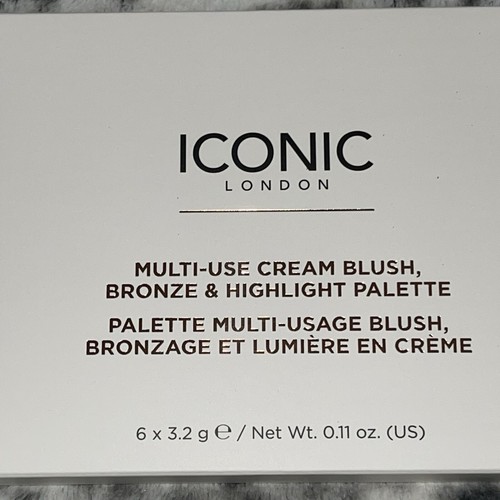 ICONIC
LONDON
MULTI-USE CREAM BLUSH,
BRONZE & HIGHLIGHT PALETTE
PALETTE MULTI-USAGE BLUSH,
BRONZAGE ET LUMIÈRE EN CRÈME
6 x 3.2 g ℮ / Net Wt. 0.11 oz. (US)